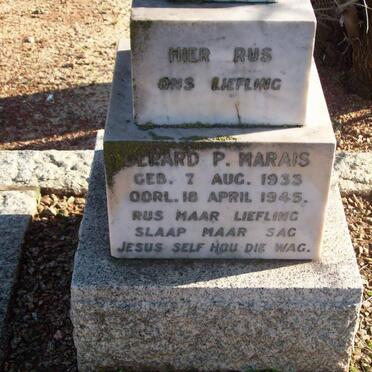 HIER RUS
ONS LIEFLING
GERARD P. MARAIS
GEB. 7 AUG. 1933
OORL. 18 APRIL 1945.
RUS MAAR LIEFLING
SLAAP MAAR SAG
JESUS SELF HOU DIE WAG.